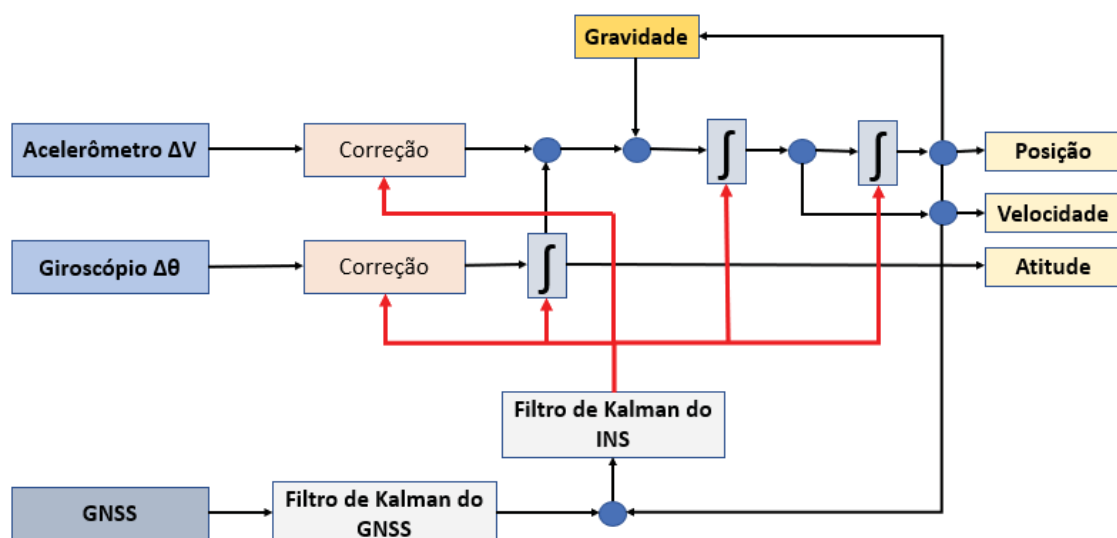 Gravidade
Acelerômetro ΔV
Correção
∫
∫
Posição
Velocidade
Giroscópio Δθ
Correção
∫
Atitude
Filtro de Kalman do
INS
GNSS
Filtro de Kalman do
GNSS